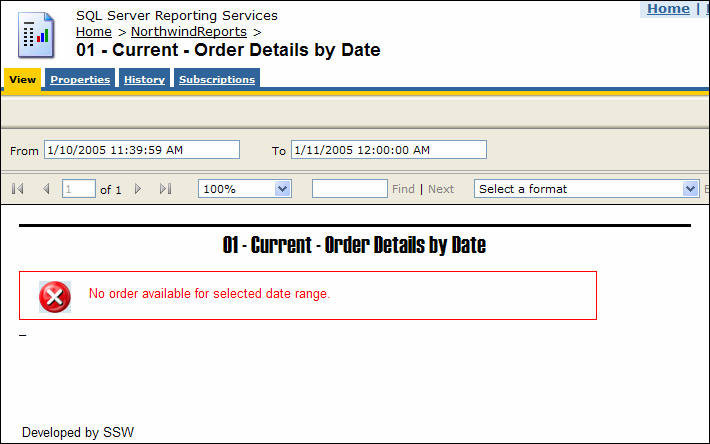 Home |
SQL Server Reporting Services
Home > NorthwindReports >
01 - Current - Order Details by Date
View Properties History Subscriptions
From 1/10/2005 11:39:59 AM To 1/11/2005 12:00:00 AM
1 of 1 100% Find | Next Select a format
01 - Current - Order Details by Date
No order available for selected date range.
Developed by SSW